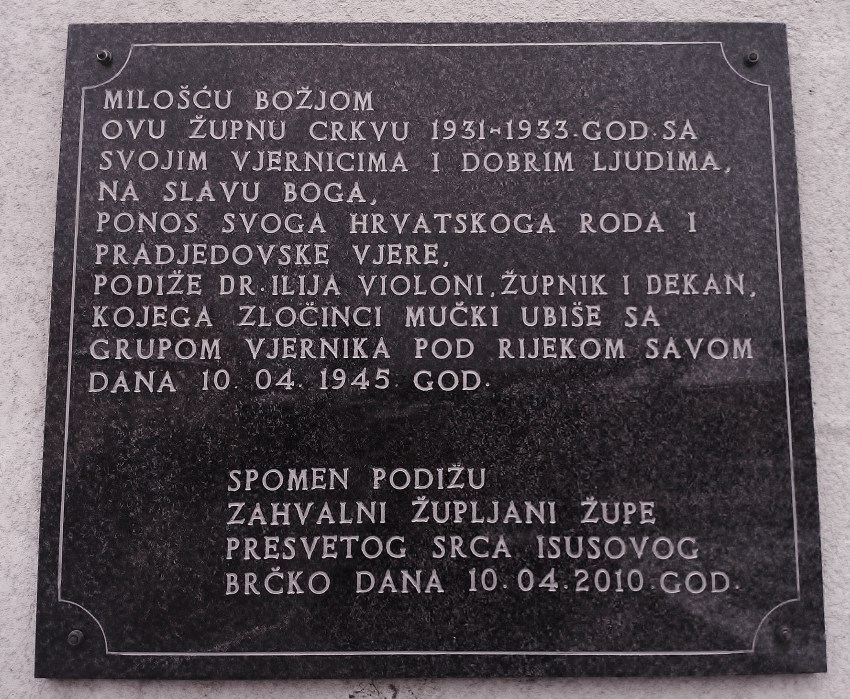 MILOŠĆU BOŽJOM
OVU ŽUPNU CRKVU 1931-1933.GOD.SA
SVOJIM VJERNICIMA I DOBRIM LJUDIMA,
NA SLAVU BOGA,
PONOS SVOGA HRVATSKOGA RODA I
PRADJEDOVSKE VJERE,
PODIŽE DR.ILIJA VIOLONI,ŽUPNIK I DEKAN,
KOJEGA ZLOČINCI MUČKI UBIŠE SA
GRUPOM VJERNIKA POD RIJEKOM SAVOM
DANA 10.04.1945.GOD.
SPOMEN PODIŽU
ZAHVALNI ŽUPLJANI ŽUPE
PRESVETOG SRCA ISUSOVOG
BRČKO DANA 10.04.2010.GOD.